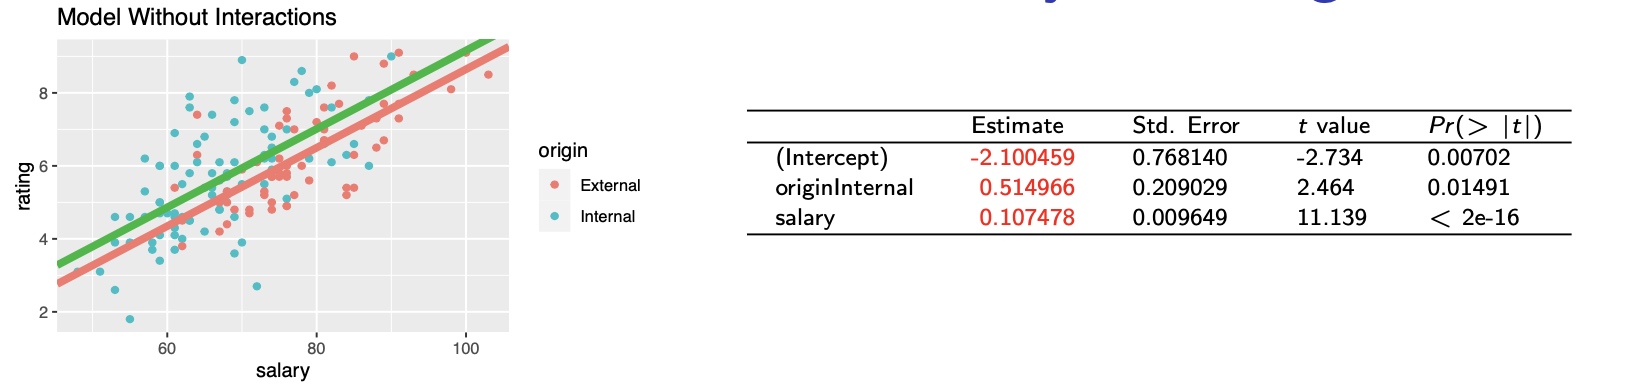 Model Without Interactions
rating
8
6
4
2
60 80 100
salary
origin
External
Internal
Estimate Std. Error t value Pr(> |t|)
(Intercept) -2.100459 0.768140 -2.734 0.00702
originInternal 0.514966 0.209029 2.464 0.01491
salary 0.107478 0.009649 11.139 < 2e-16